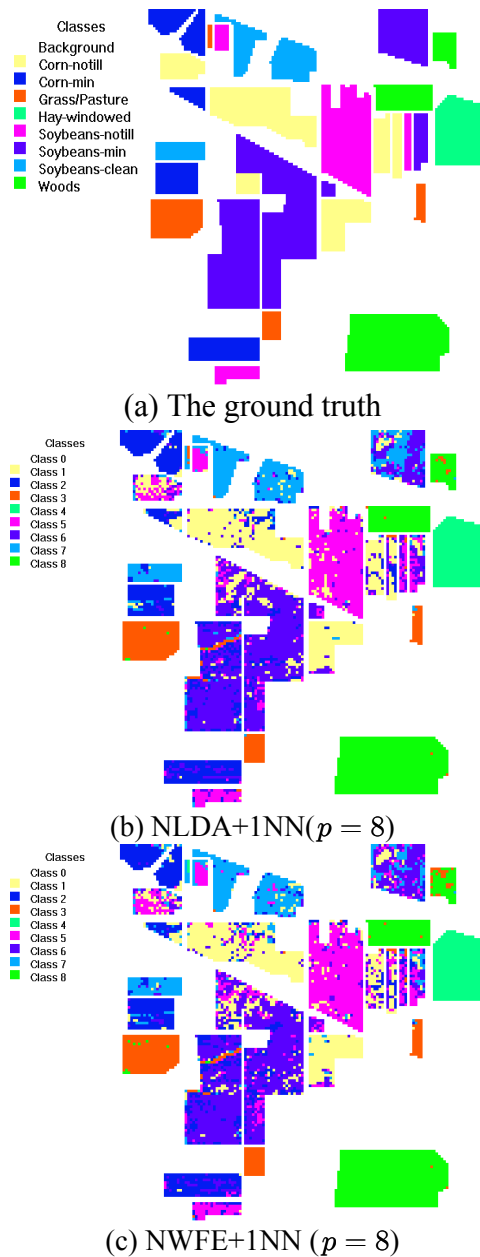 Classes
Background
Corn-notill
Corn-min
Grass/Pasture
Hay-windowed
Soybeans-notill
Soybeans-min
Soybeans-clean
Woods
(a) The ground truth
Classes
Class 0
Class 1
Class 2
Class 3
Class 4
Class 5
Class 6
Class 7
Class 8
(b) NLDA+1NN(p = 8)
Classes
Class 0
Class 1
Class 2
Class 3
Class 4
Class 5
Class 6
Class 7
Class 8
(c) NWFE+1NN (p = 8)